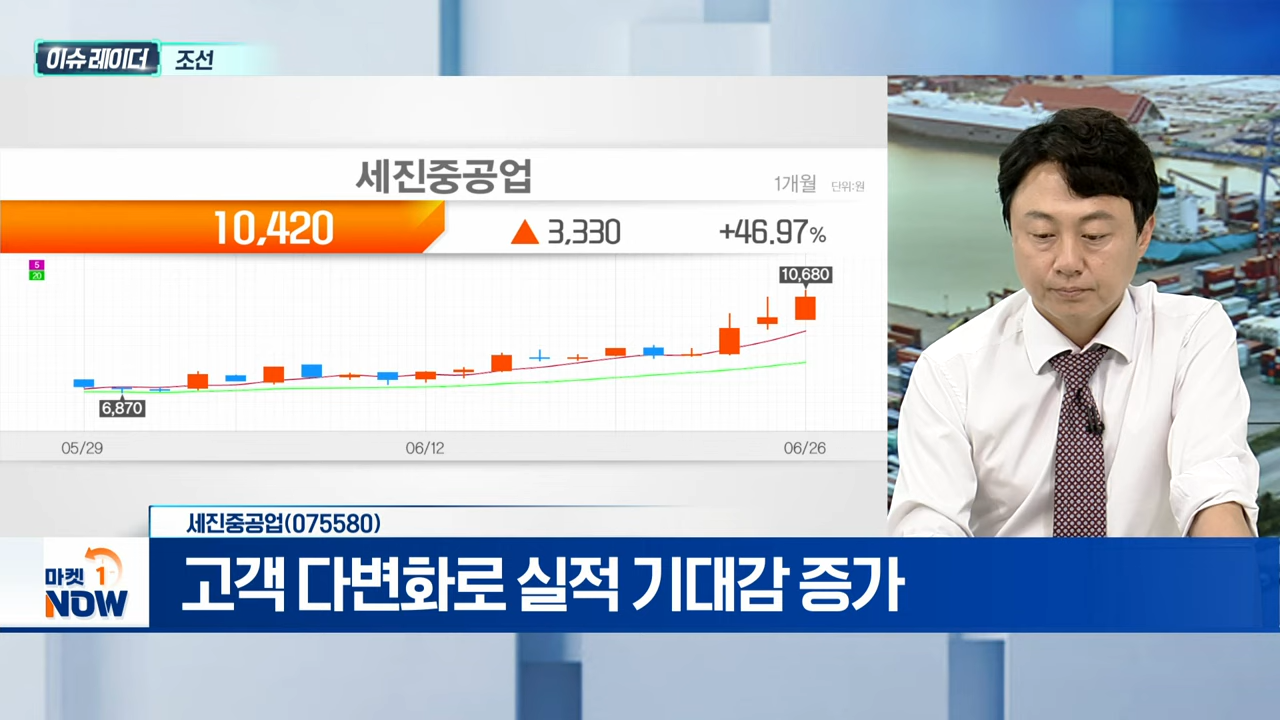 이슈레이더 조선
세진중공업
1개월 단위:원
10,420 ▲ 3,330 +46.97%
5
20
10,680
6,870
05/29 06/12 06/26
세진중공업(075580)
마켓 1
NOW
고객 다변화로 실적 기대감 증가